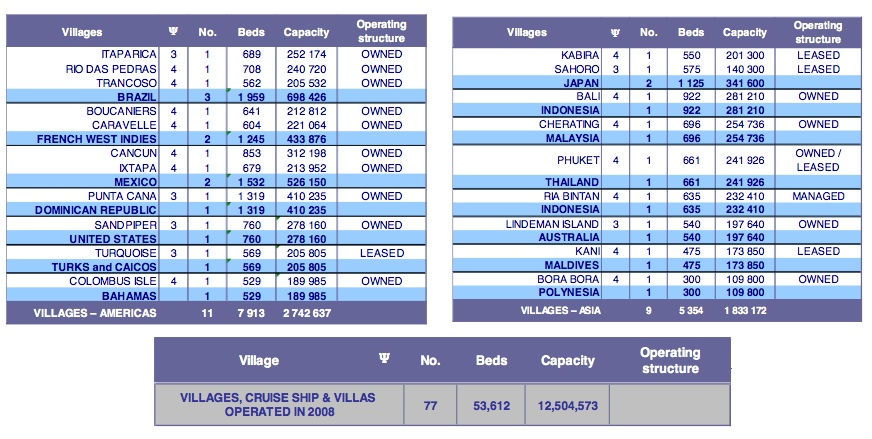 Villages Ψ No. Beds Capacity Operating structure
ITAPARICA 3 1 689 252 174 OWNED
RIO DAS PEDRAS 4 1 708 240 720 OWNED
TRANCOSO 4 1 562 205 532 OWNED
BRAZIL 3 1 959 698 426
BOUCANIERS 4 1 641 212 812 OWNED
CARAVELLE 4 1 604 221 064 OWNED
FRENCH WEST INDIES 2 1 245 433 876
CANCUN 4 1 853 312 198 OWNED
IXTAPA 4 1 679 213 952 OWNED
MEXICO 2 1 532 526 150
PUNTA CANA 3 1 1 319 410 235 OWNED
DOMINICAN REPUBLIC 1 1 319 410 235
SANDPIPER 3 1 760 278 160 OWNED
UNITED STATES 1 760 278 160
TURQUOISE 3 1 569 205 805 LEASED
TURKS and CAICOS 1 569 205 805
COLOMBUS ISLE 4 1 529 189 985 OWNED
BAHAMAS 1 529 189 985
VILLAGES – AMERICAS 11 7 913 2 742 637
Villages Ψ No. Beds Capacity Operating structure
KABIRA 4 1 550 201 300 LEASED
SAHORO 3 1 575 140 300 LEASED
JAPAN 2 1 125 341 600
BALI 4 1 922 281 210 OWNED
INDONESIA 1 922 281 210
CHERATING 4 1 696 254 736 OWNED
MALAYSIA 1 696 254 736
PHUKET 4 1 661 241 926 OWNED / LEASED
THAILAND 1 661 241 926
RIA BINTAN 4 1 635 232 410 MANAGED
INDONESIA 1 635 232 410
LINDEMAN ISLAND 3 1 540 197 640 OWNED
AUSTRALIA 1 540 197 640
KANI 4 1 475 173 850 LEASED
MALDIVES 1 475 173 850
BORA BORA 4 1 300 109 800 OWNED
POLYNESIA 1 300 109 800
VILLAGES – ASIA 9 5 354 1 833 172
Village Ψ No. Beds Capacity Operating structure
VILLAGES, CRUISE SHIP & VILLAS
OPERATED IN 2008 77 53,612 12,504,573